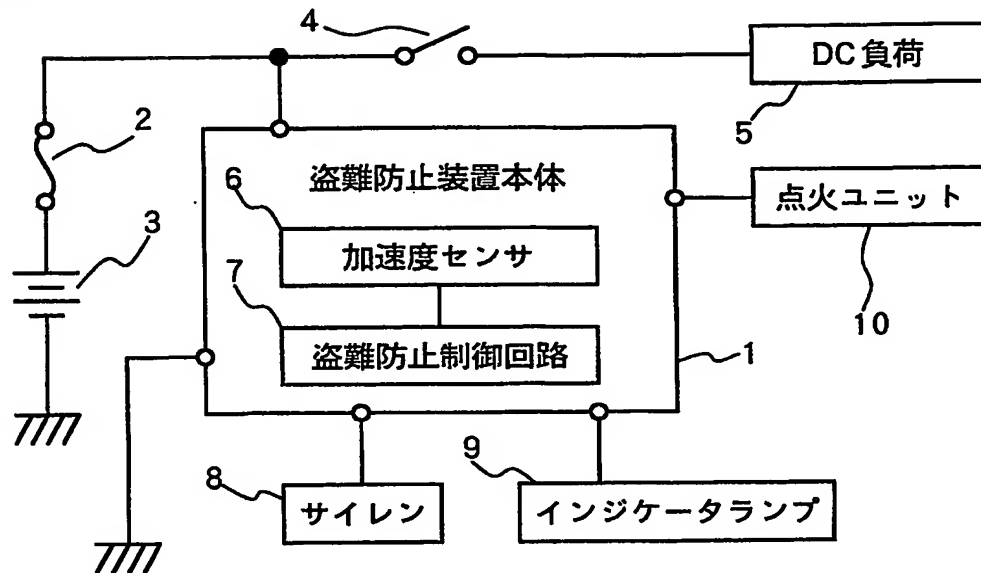 4
DC負荷
5
2
盗難防止装置本体
6
点火ユニット
加速度センサ
3
7
10
盗難防止制御回路
1
9
8
サイレン
インジケータランプ